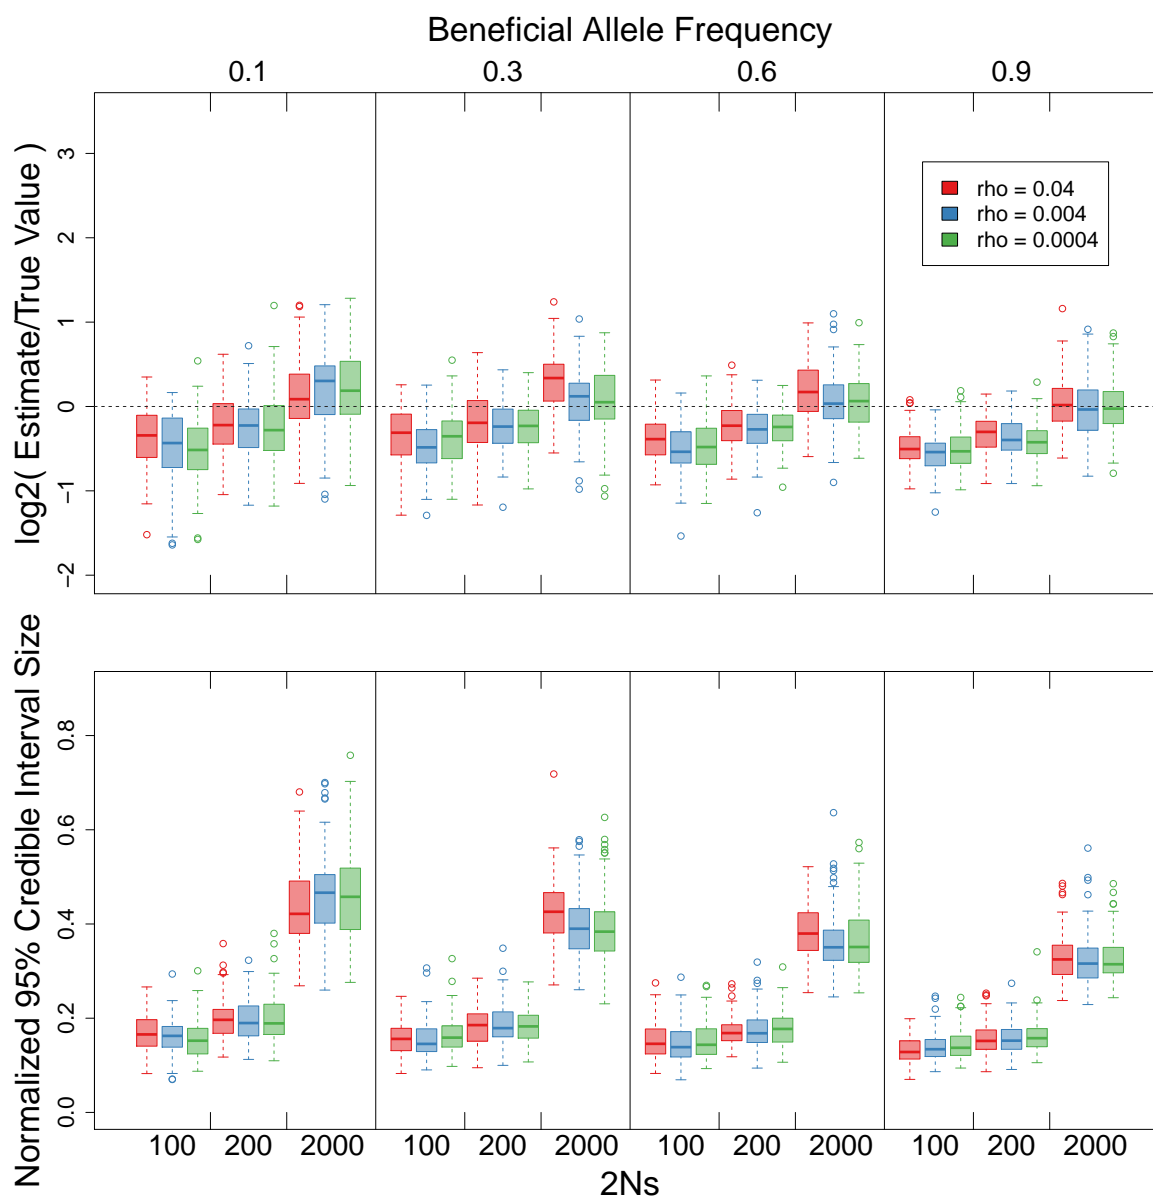 Beneficial Allele Frequency
0.1 0.3 0.6 0.9
log2( Estimate/True Value )
3
2
1
0
−1
−2
rho = 0.04
rho = 0.004
rho = 0.0004
Normalized 95% Credible Interval Size
0.8
0.6
0.4
0.2
0.0
100 200 2000 100 200 2000 100 200 2000 100 200 2000
2Ns